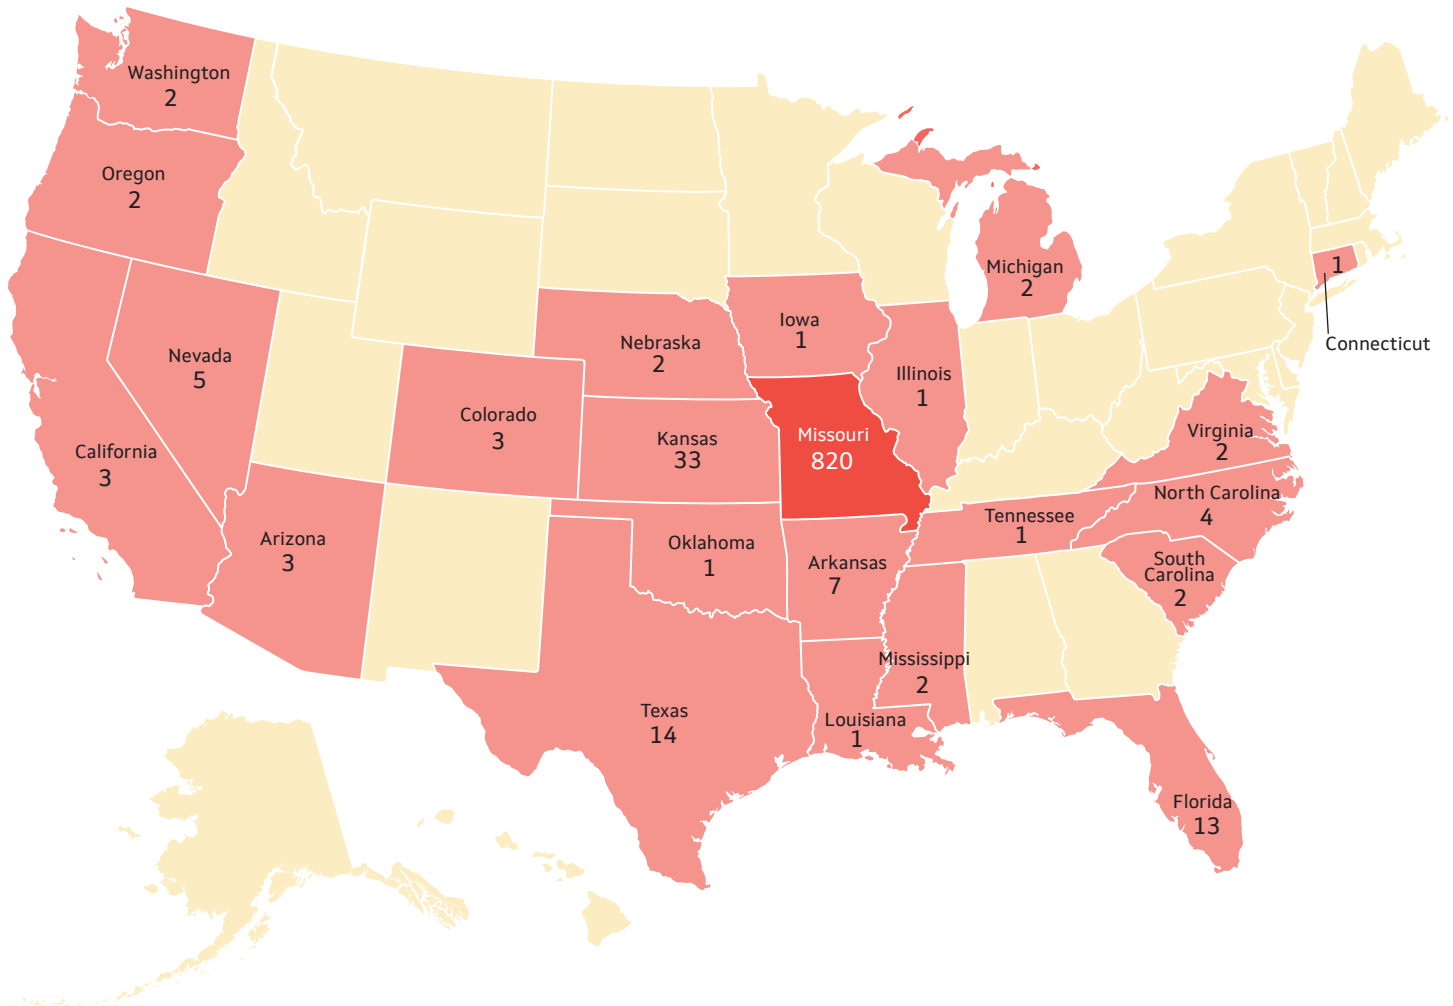 Washington
2
Oregon
2
California
3
Nevada
5
Arizona
3
Colorado
3
Nebraska
2
Kansas
33
Oklahoma
1
Texas
14
Iowa
1
Missouri
820
Arkansas
7
Louisiana
1
Illinois
1
Michigan
2
Mississippi
2
Tennessee
1
Connecticut
1
Virginia
2
North Carolina
4
South
Carolina
2
Florida
13